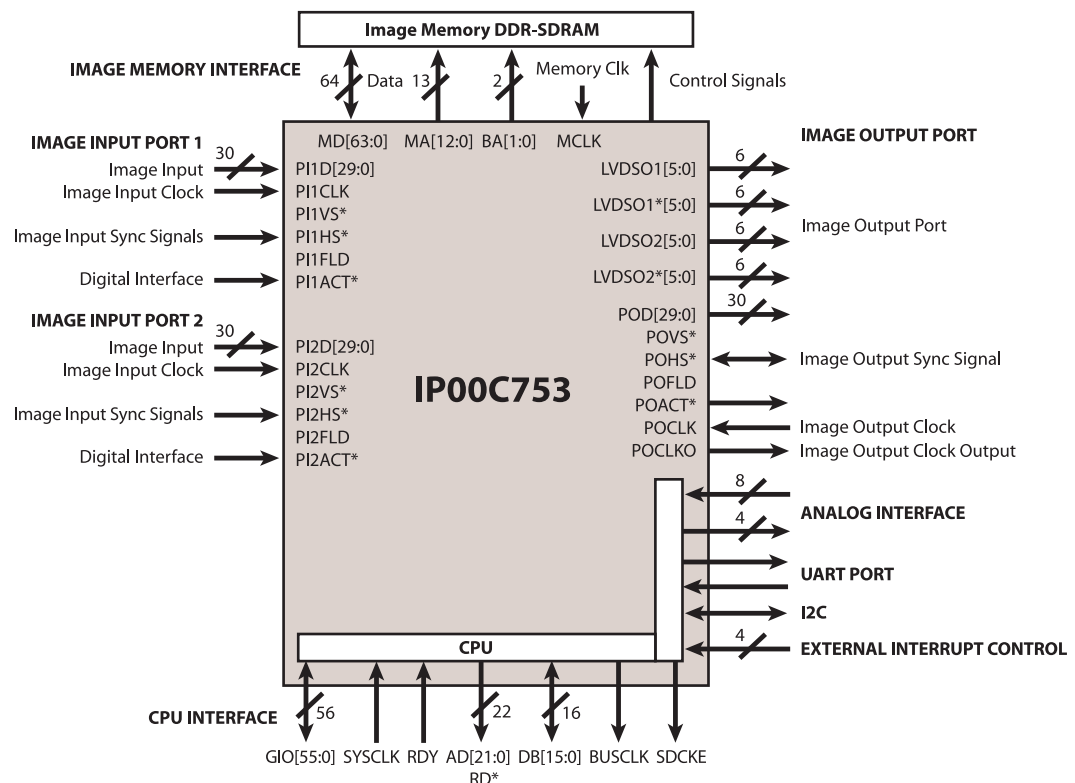 Image Memory DDR-SDRAM
IMAGE MEMORY INTERFACE
64 Data 13 2 Memory Clk Control Signals
MD[63:0] MA[12:0] BA[1:0] MCLK
IMAGE INPUT PORT 1
30
Image Input PI1D[29:0]
Image Input Clock PI1CLK
PI1VS*
Image Input Sync Signals PI1HS*
PI1FLD
Digital Interface PI1ACT*
IMAGE INPUT PORT 2
30
Image Input PI2D[29:0]
Image Input Clock PI2CLK
PI2VS*
Image Input Sync Signals PI2HS*
PI2FLD
Digital Interface PI2ACT*
IP00C753
IMAGE OUTPUT PORT
LVDSO1[5:0] 6
LVDSO1*[5:0] 6
Image Output Port
LVDSO2[5:0] 6
LVDSO2*[5:0] 6
POD[29:0] 30
POVS*
POHS* Image Output Sync Signal
POFLD
POACT*
POCLK Image Output Clock
POCLKO Image Output Clock Output
8
ANALOG INTERFACE
4
UART PORT
I2C
4 EXTERNAL INTERRUPT CONTROL
CPU
CPU INTERFACE
56 22 16
GIO[55:0] SYSCLK RDY AD[21:0] DB[15:0] BUSCLK SDCKE
RD*